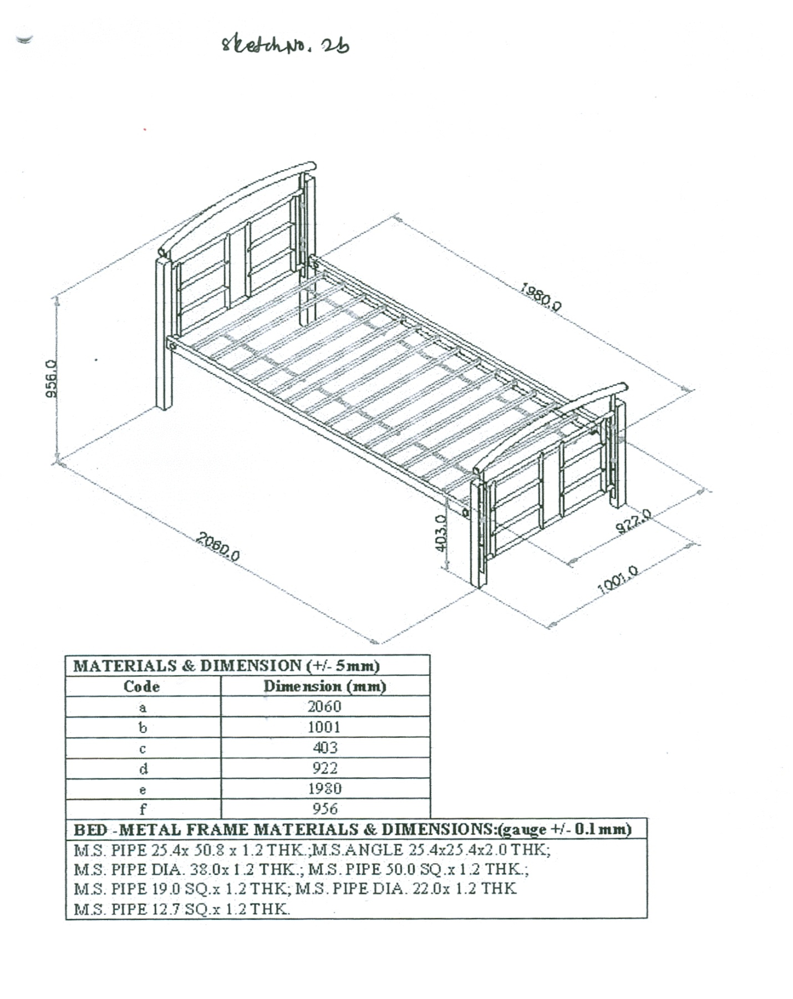 Sketch No. 2b
1980.0
956.0
2060.0
403.0
922.0
1001.0
MATERIALS & DIMENSION (+/- 5mm)
Code Dimension (mm)
a 2060
b 1001
c 403
d 922
e 1980
f 956
BED -METAL FRAME MATERIALS & DIMENSIONS:(gauge +/- 0.1mm)
M.S. PIPE 25.4x 50.8 x 1.2 THK.;M.S.ANGLE 25.4x25.4x2.0 THK;
M.S. PIPE DIA. 38.0x 1.2 THK.; M.S. PIPE 50.0 SQ.x 1.2 THK.;
M.S. PIPE 19.0 SQ.x 1.2 THK; M.S. PIPE DIA. 22.0x 1.2 THK
M.S. PIPE 12.7 SQ.x 1.2 THK.